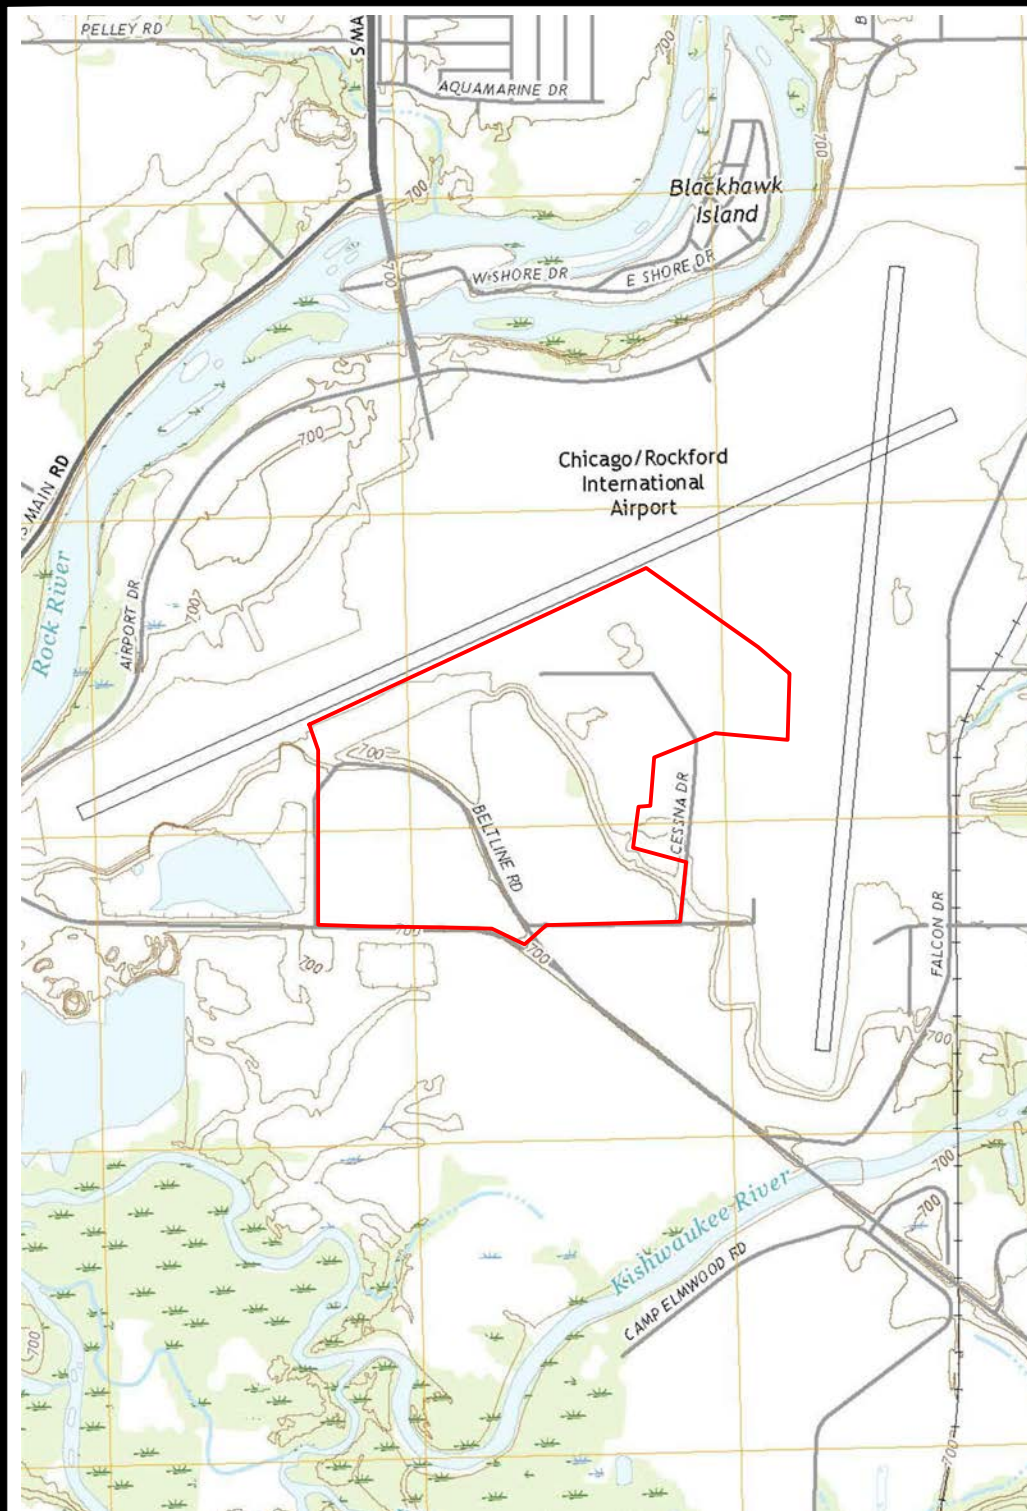 PELLEY RD
S MA
B
700
AQUAMARINE DR
700
700
Blackhawk
Island
700
W SHORE DR
E SHORE DR
700
S MAIN RD
Chicago/Rockford
International
Airport
Rock River
AIRPORT DR
700
700
BELTLINE RD
CESSNA DR
FALCON DR
700
700
700
700
Kishwaukee River
700
CAMP ELMWOOD RD
700
700
700